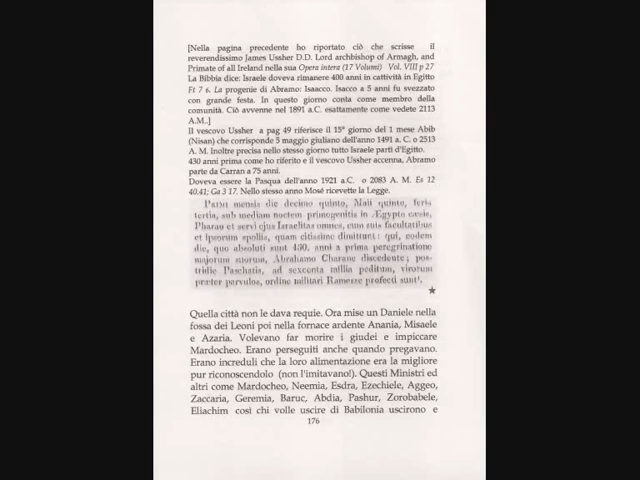 [Nella pagina precedente ho riportato ciò che scrisse il
reverendissimo James Ussher D.D. Lord archbishop of Armagh, and
Primate of all Ireland nella sua Opera intera (17 Volumi) Vol. VIII p 27
La Bibbia dice: Israele doveva rimanere 400 anni in cattività in Egitto
Ft 7 6. La progenie di Abramo: Isaacco. Isacco a 5 anni fu svezzato
con grande festa. In questo giorno conta come membro della
comunità. Ciò avvenne nel 1891 a.C. esattamente come vedete 2113
A.M..]
Il vescovo Ussher a pag 49 riferisce il 15° giorno del 1 mese Abib
(Nisan) che corrisponde 5 maggio giuliano dell'anno 1491 a. C. o 2513
A. M. Inoltre precisa nello stesso giorno tutto Israele partì d'Egitto.
430 anni prima come ho riferito e il vescovo Ussher accenna, Abramo
parte da Carran a 75 anni.
Doveva essere la Pasqua dell'anno 1921 a.C. o 2083 A. M. Es 12
40,41; Ga 3 17. Nello stesso anno Mosè ricevette la Legge.
mensis die decimo quinto, Maii quinto, feria
tertia, sub mediam noctem primogenitis in Ægypto cæsis,
Pharao et servi ejus Israelitas omnes, cum suis facultatibus
et ipsorum spoliis, quam citissime dimittunt: qui, eodem
die, quo absoluti sunt 430. anni a prima peregrinatione
majorum suorum, Abrahamo Charane discedente; pos-
tridie Paschatis, ad sexcenta millia peditum, virorum
præter parvulos, ordine militari Ramesse profecti sunt
★
Quella città non le dava requie. Ora mise un Daniele nella
fossa dei Leoni poi nella fornace ardente Anania, Misaele
e Azaria. Volevano far morire i giudei e impiccare
Mardocheo. Erano perseguiti anche quando pregavano.
Erano increduli che la loro alimentazione era la migliore
pur riconoscendolo (non l'imitavano!). Questi Ministri ed
altri come Mardocheo, Neemia, Esdra, Ezechiele, Aggeo,
Zaccaria, Geremia, Baruc, Abdia, Pashur, Zorobabele,
Eliachim così chi volle uscire di Babilonia uscirono e
176